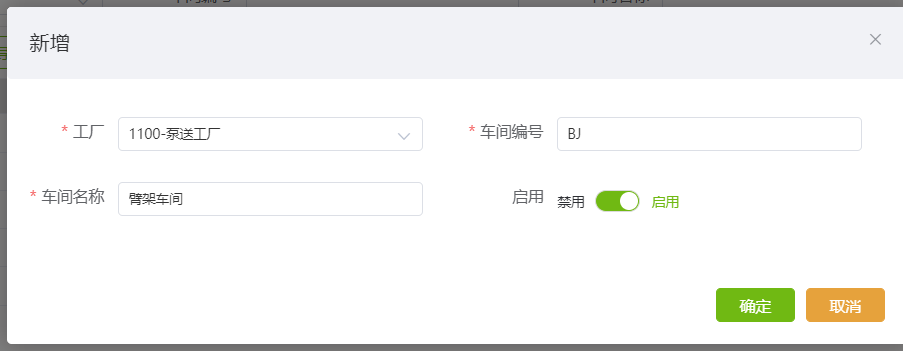 新增
* 工厂 1100-泵送工厂 * 车间编号 BJ
* 车间名称 臂架车间 启用 禁用 启用
确定 取消